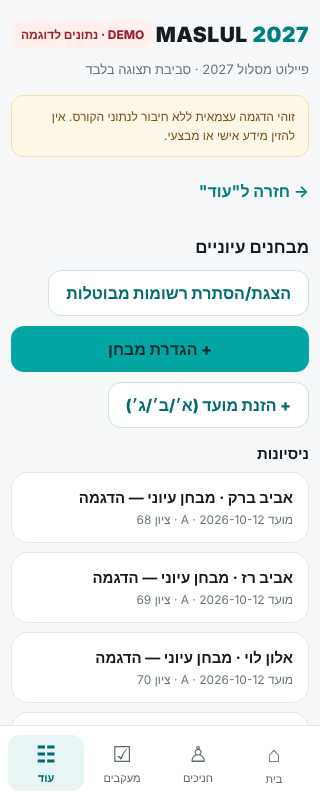 MASLUL 2027
DEMO · נתונים לדוגמה
פיילוט מסלול 2027 · סביבת תצוגה בלבד
זוהי הדגמה עצמאית ללא חיבור לנתוני הקורס. אין
להזין מידע אישי או מבצעי.
→ חזרה ל"עוד"
מבחנים עיוניים
הצגת/הסתרת רשומות מבוטלות
+ הגדרת מבחן
+ הזנת מועד (א׳/ב׳/ג׳)
ניסיונות
אביב ברק · מבחן עיוני — הדגמה
מועד A · 2026-10-12 · ציון 68
אביב רז · מבחן עיוני — הדגמה
מועד A · 2026-10-12 · ציון 69
אלון לוי · מבחן עיוני — הדגמה
מועד A · 2026-10-12 · ציון 70
בית
חניכים
מעקבים
עוד